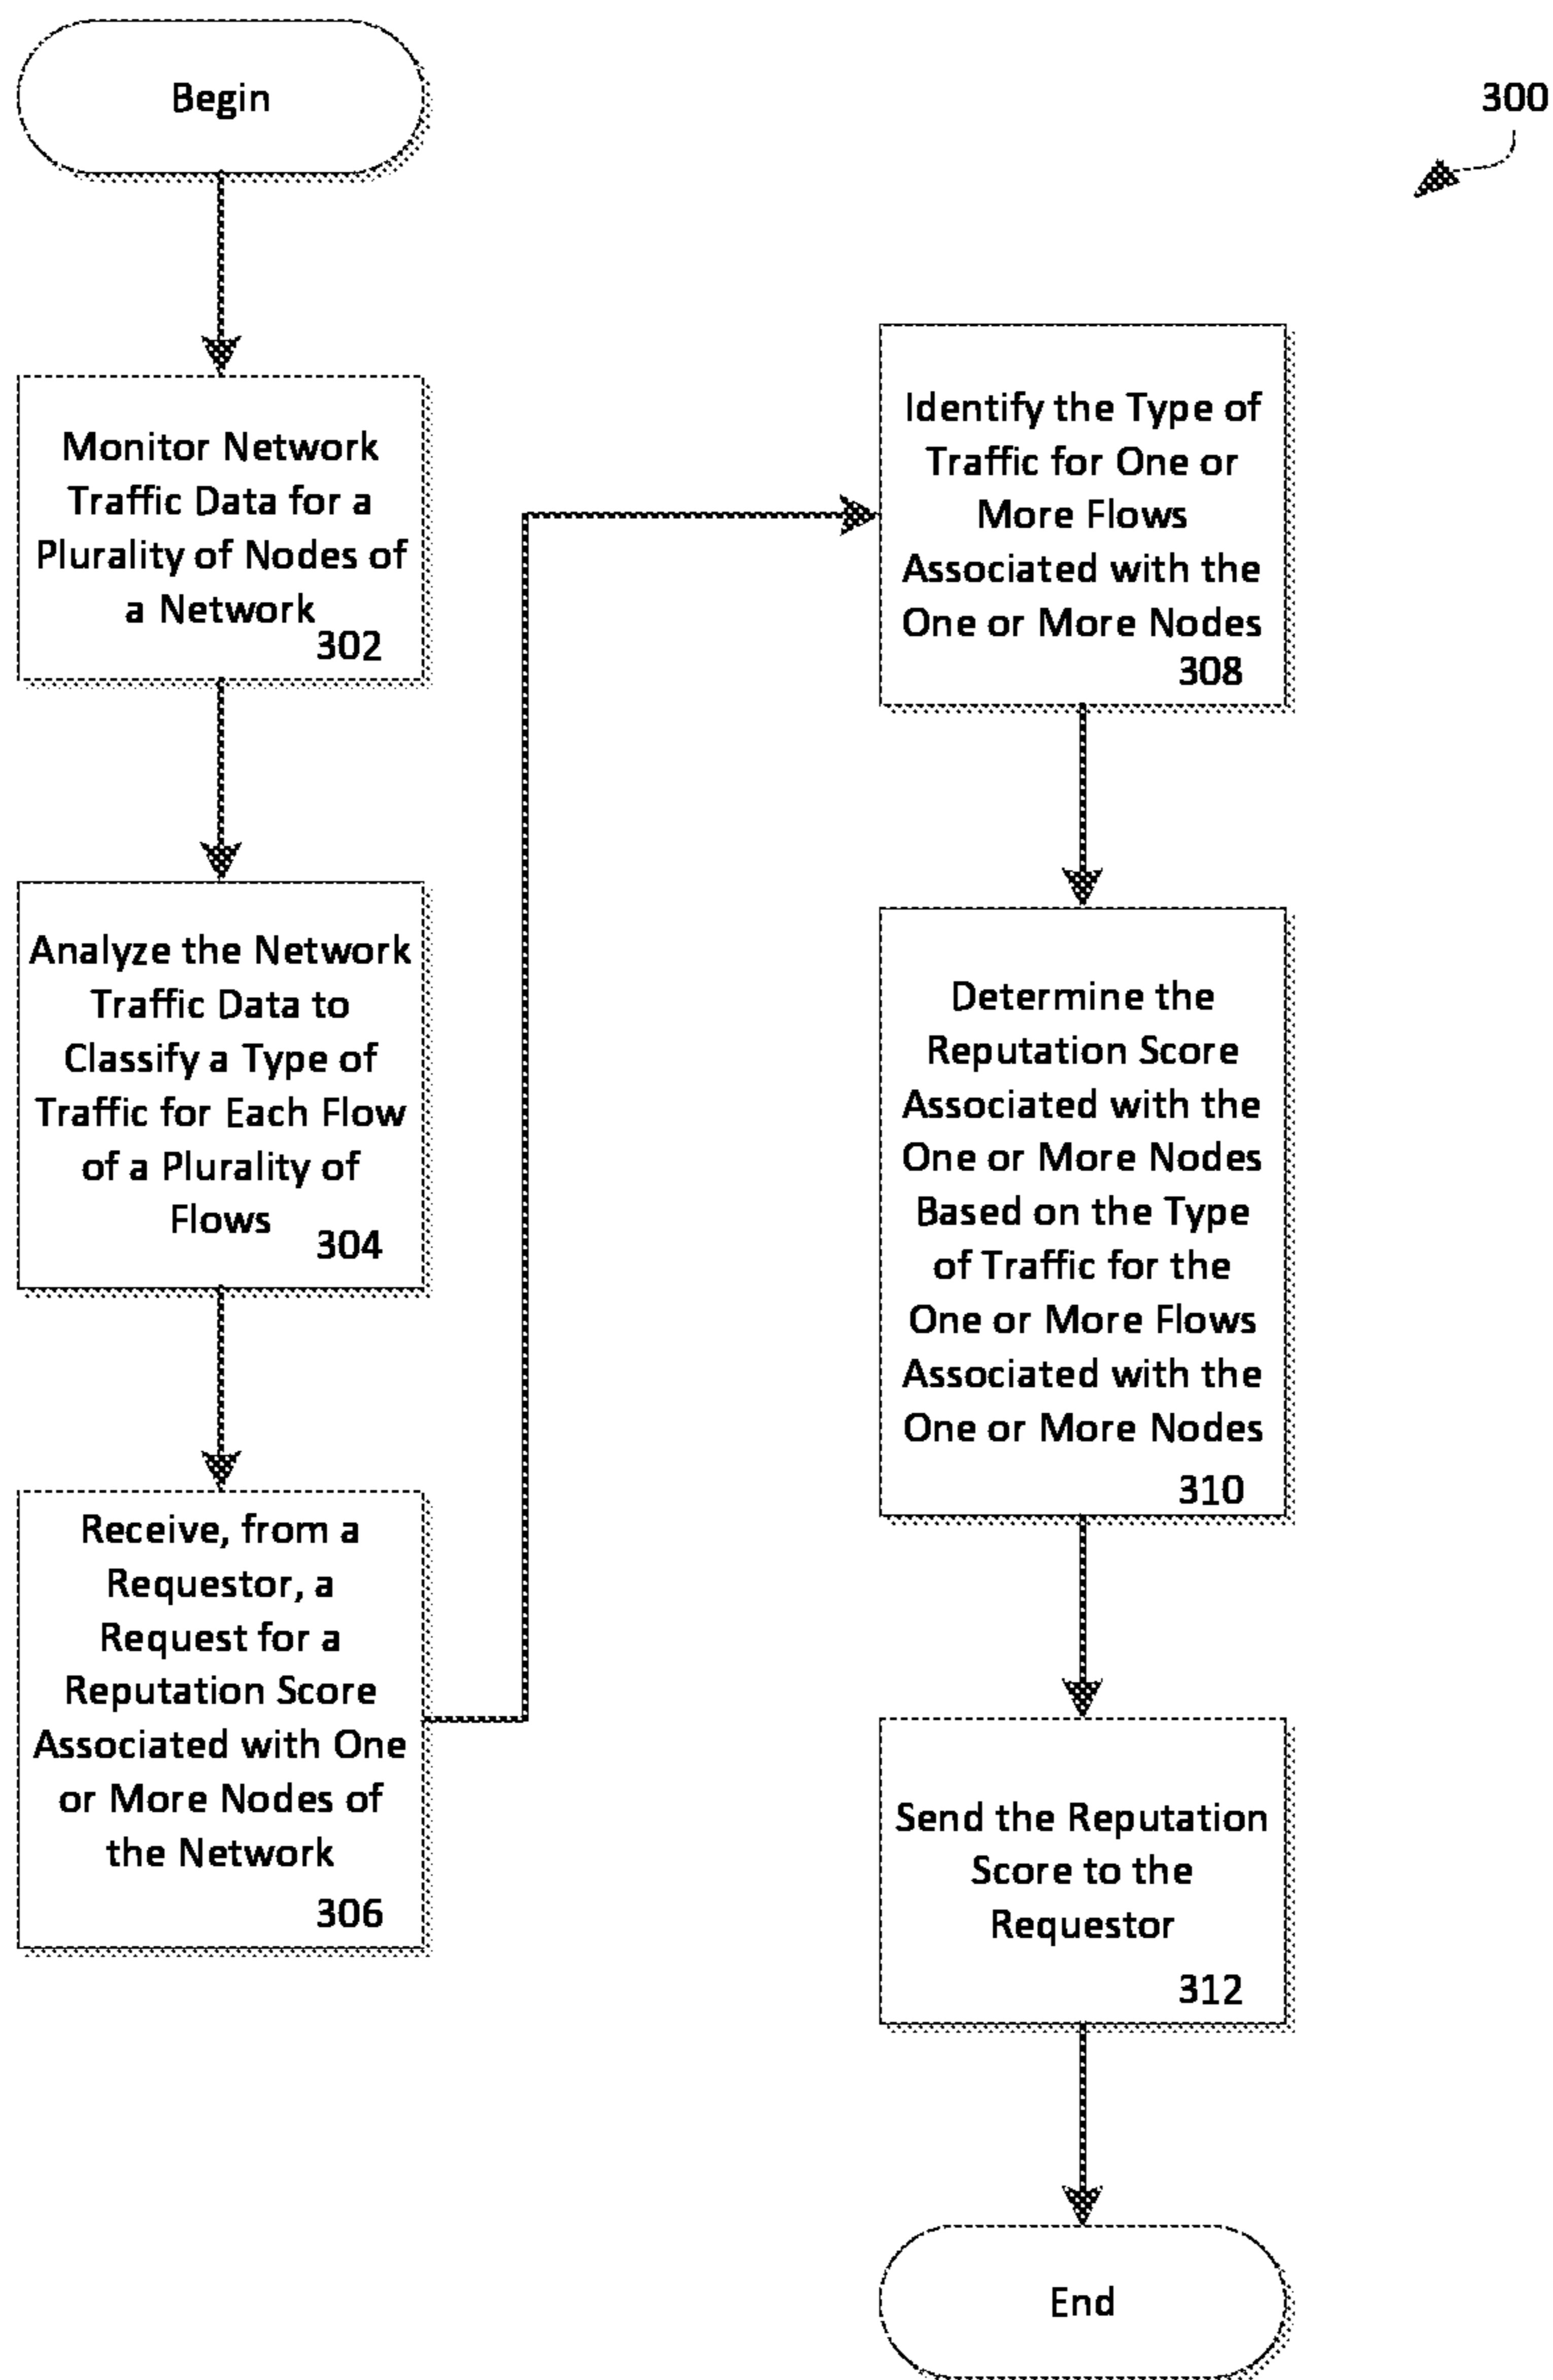 Begin
300
Monitor Network
Traffic Data for a
Plurality of Nodes of
a Network
302
Analyze the Network
Traffic Data to
Classify a Type of
Traffic for Each Flow
of a Plurality of
Flows
304
Receive, from a
Requestor, a
Request for a
Reputation Score
Associated with One
or More Nodes of
the Network
306
Identify the Type of
Traffic for One or
More Flows
Associated with the
One or More Nodes
308
Determine the
Reputation Score
Associated with the
One or More Nodes
Based on the Type
of Traffic for the
One or More Flows
Associated with the
One or More Nodes
310
Send the Reputation
Score to the
Requestor
312
End